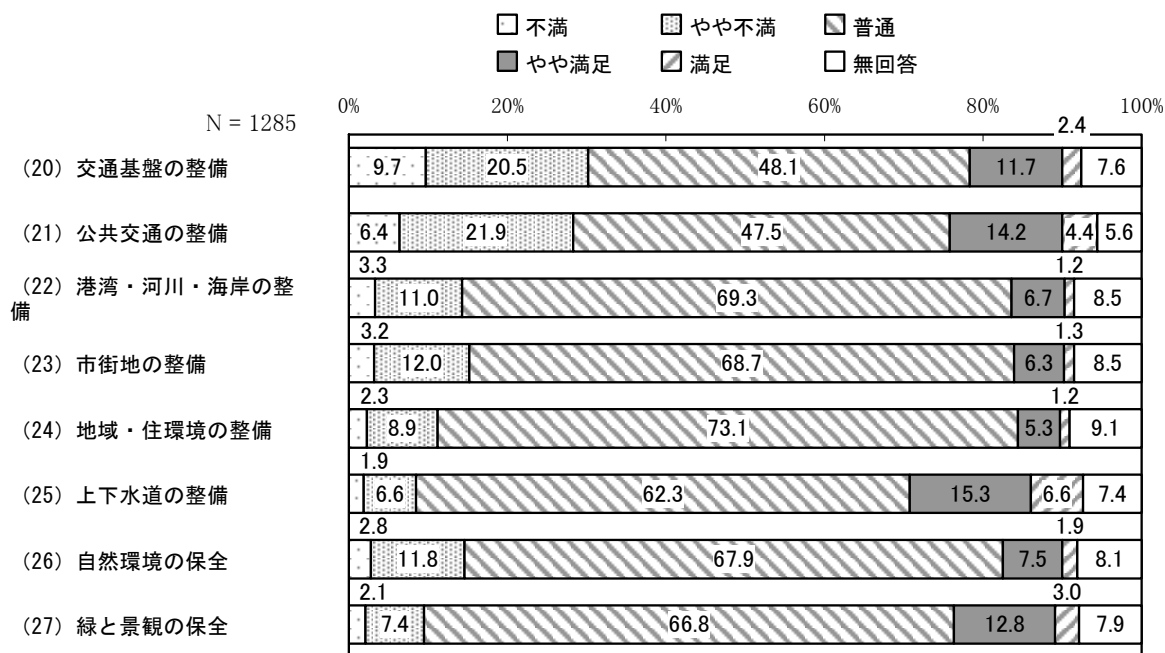 不満 やや不満 普通
やや満足 満足 無回答
0% 20% 40% 60% 80% 100%
N = 1285
2.4
(20) 交通基盤の整備 9.7 20.5 48.1 11.7 7.6
(21) 公共交通の整備 6.4 21.9 47.5 14.2 4.4 5.6
3.3 1.2
(22) 港湾・河川・海岸の整
備
11.0 69.3 6.7 8.5
3.2 1.3
(23) 市街地の整備 12.0 68.7 6.3 8.5
2.3 1.2
(24) 地域・住環境の整備 8.9 73.1 5.3 9.1
1.9
(25) 上下水道の整備 6.6 62.3 15.3 6.6 7.4
2.8 1.9
(26) 自然環境の保全 11.8 67.9 7.5 8.1
2.1 3.0
(27) 緑と景観の保全 7.4 66.8 12.8 7.9